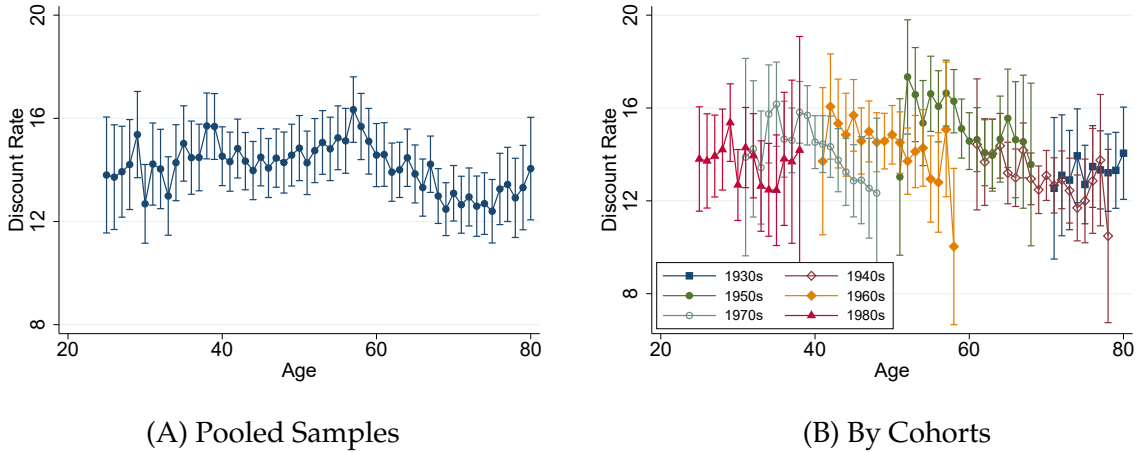 20
16
12
8
Discount Rate
20
40
60
80
Age
(A) Pooled Samples
20
16
12
8
Discount Rate
1930s 1940s
1950s 1960s
1970s 1980s
20
40
60
80
Age
(B) By Cohorts